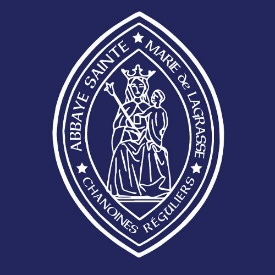 ABBAYE SAINTE ★ MARIE de LAGRASSE
★ CHANOINES RÉGULIERS ★